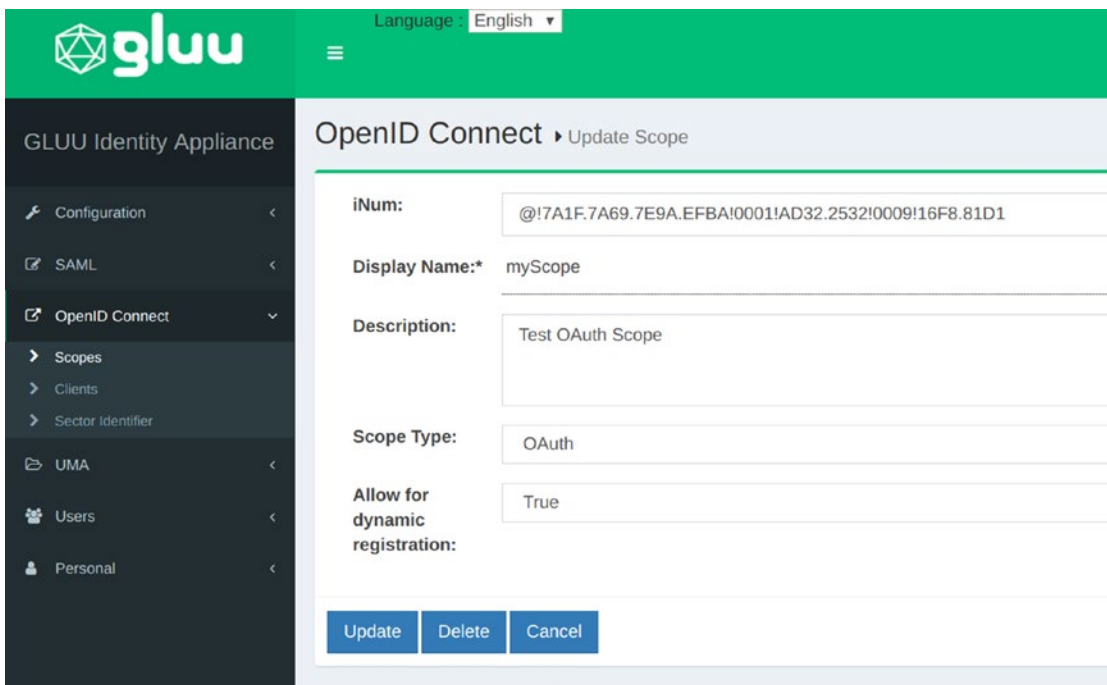 Language : English
gluu
GLUU Identity Appliance
Configuration
SAML
OpenID Connect
Scopes
Clients
Sector Identifier
UMA
Users
Personal
OpenID Connect Update Scope
iNum:
@!7A1F.7A69.7E9A.EFBA!0001!AD32.2532!0009!16F8.81D1
Display Name:*
myScope
Description:
Test OAuth Scope
Scope Type:
OAuth
Allow for
dynamic
registration:
True
Update Delete Cancel